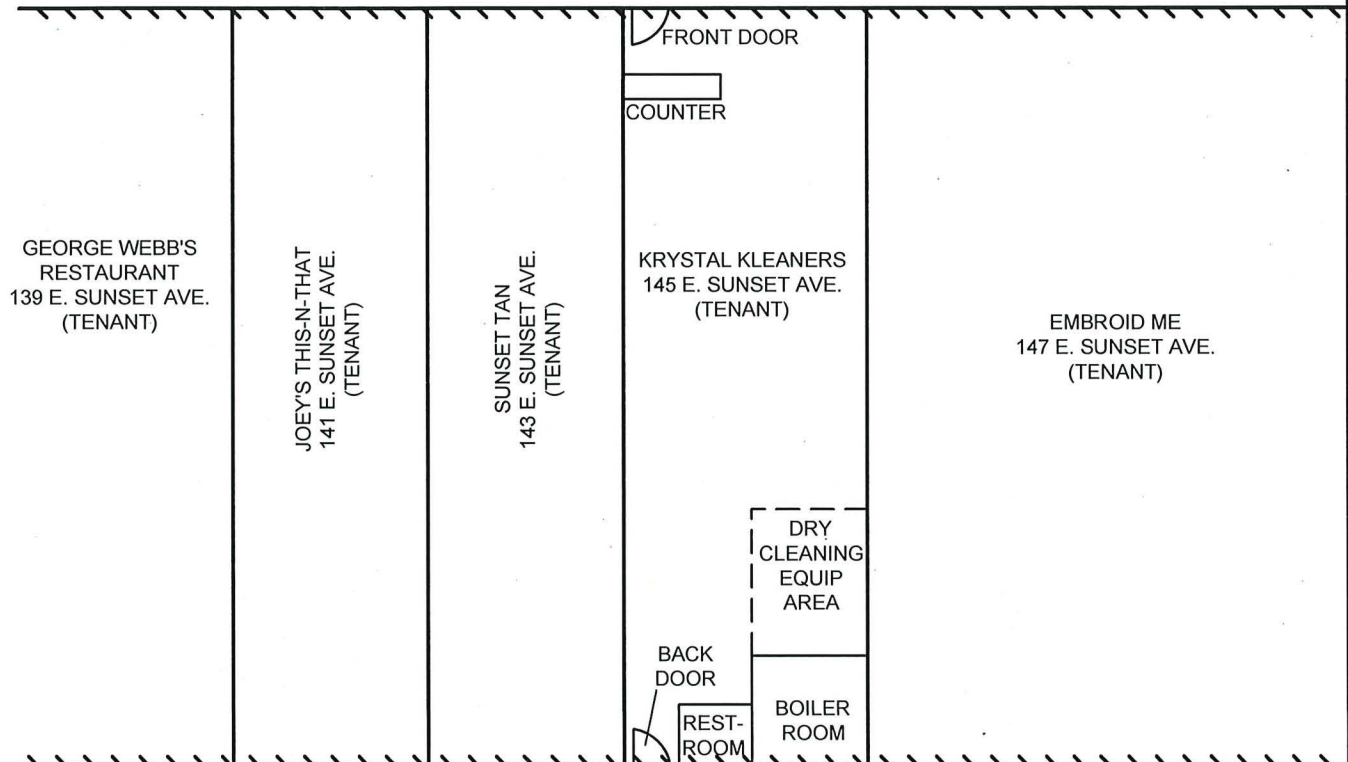 FRONT DOOR
COUNTER
GEORGE WEBB'S
RESTAURANT
139 E. SUNSET AVE.
(TENANT)
JOEY'S THIS-N-THAT
141 E. SUNSET AVE.
(TENANT)
SUNSET TAN
143 E. SUNSET AVE.
(TENANT)
KRYSTAL KLEANERS
145 E. SUNSET AVE.
(TENANT)
EMBROID ME
147 E. SUNSET AVE.
(TENANT)
DRY
CLEANING
EQUIP
AREA
BACK
DOOR
REST-
ROOM
BOILER
ROOM